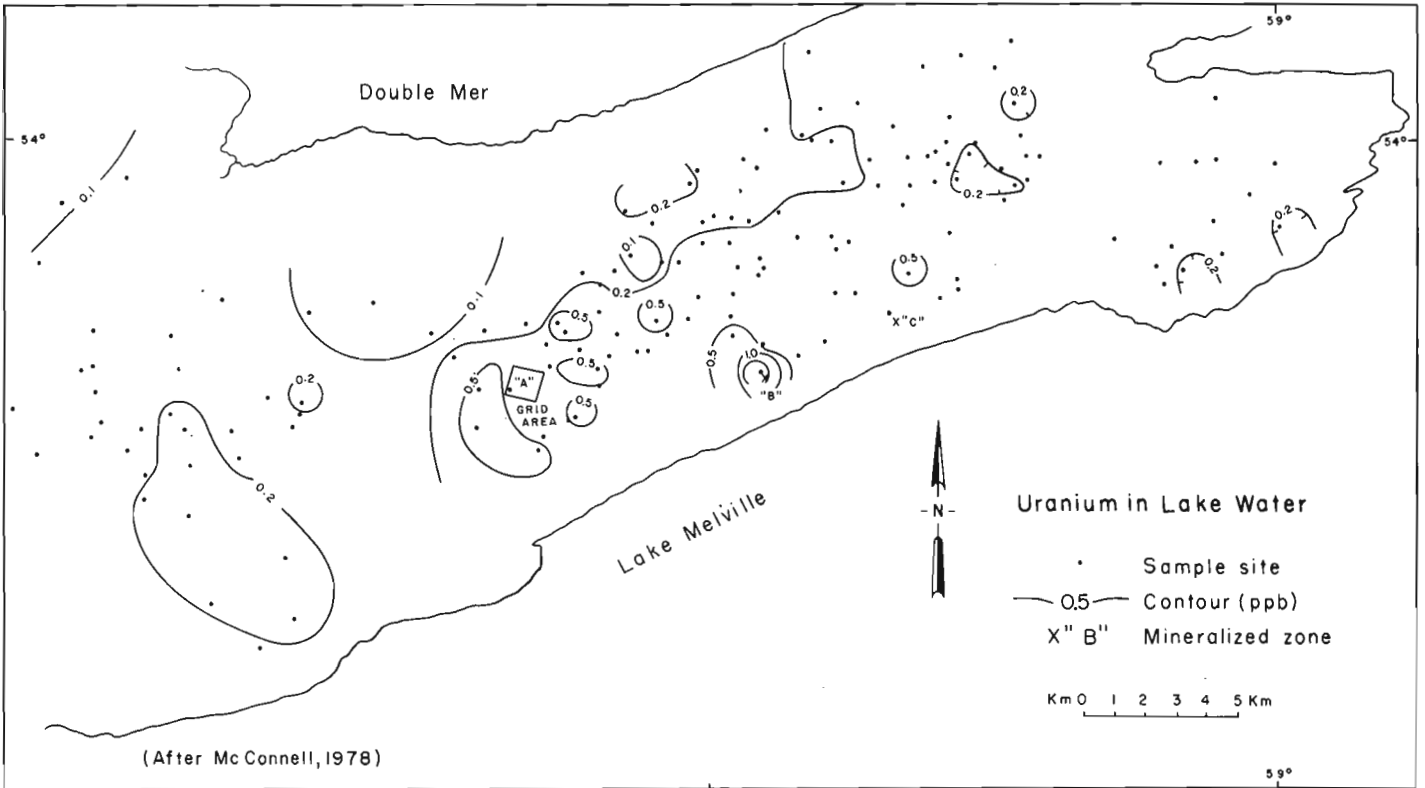 59°
Double Mer
0.2
54°
54°
0.1
0.2
0.2
0.2
0.1
0.5
0.2
0.1
0.2
0.5
0.5
X"C"
0.5
1.0
0.5
0.2
0.5
"A"
"B"
GRID
AREA
0.5
0.2
Lake Melville
-N-
Uranium in Lake Water
Sample site
0.5 Contour (ppb)
X"B" Mineralized zone
Km 0 1 2 3 4 5 Km
(After McConnell, 1978)
59°